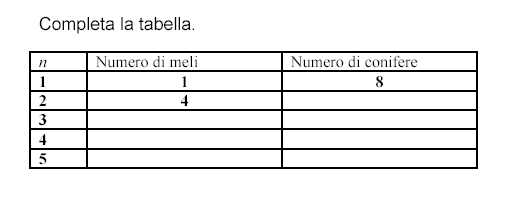 Completa la tabella.
n Numero di meli Numero di conifere
1 1 8
2 4
3
4
5